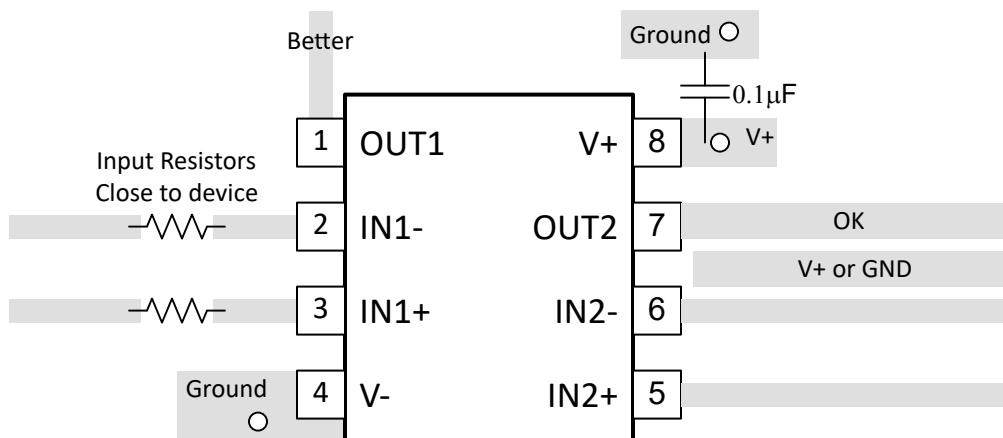 Better
Ground
0.1μF
1 OUT1
V+ 8
V+
Input Resistors
Close to device
2 IN1-
OUT2 7
OK
V+ or GND
3 IN1+
IN2- 6
Ground
4 V-
IN2+ 5